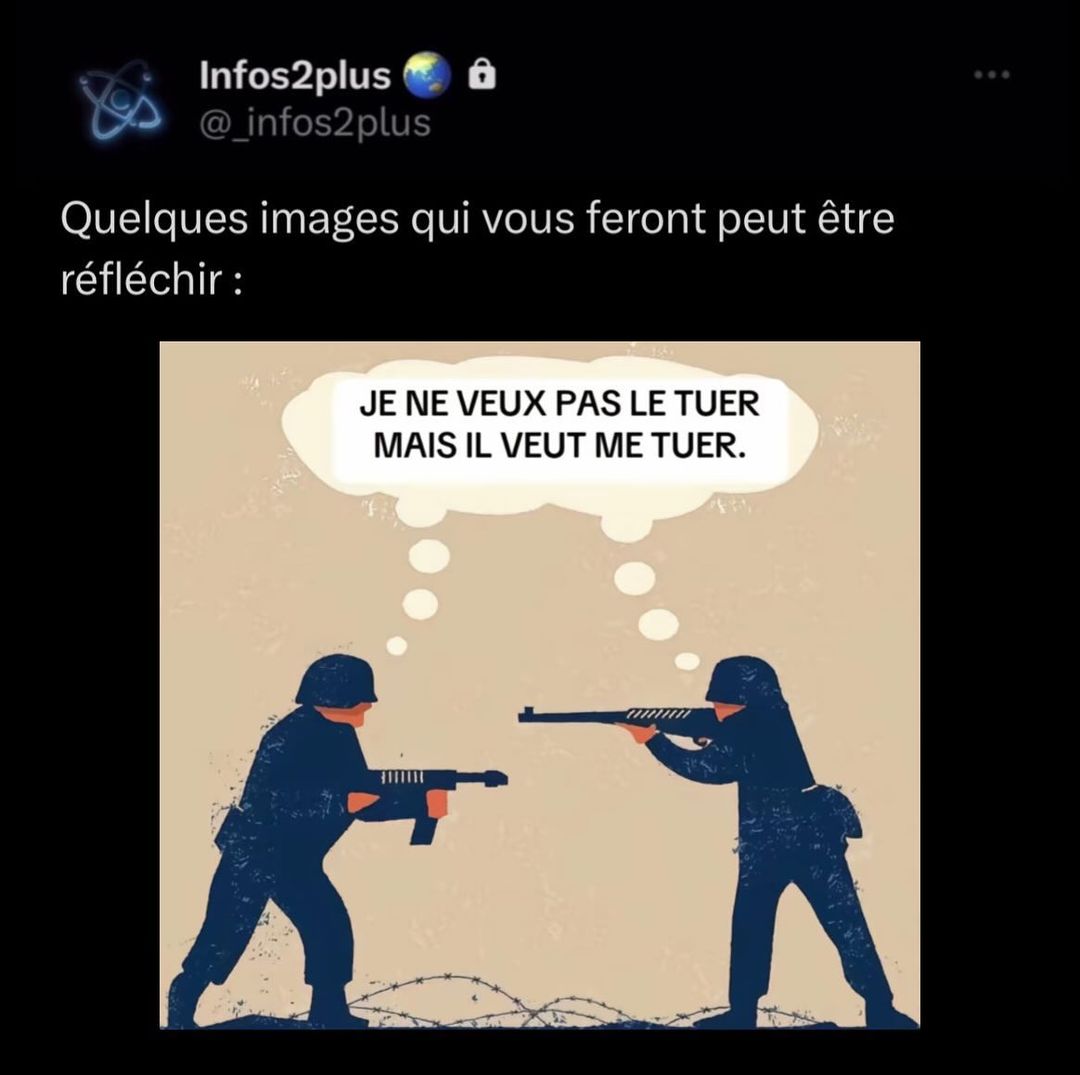 Infos2plus
@_infos2plus
Quelques images qui vous feront peut être
réfléchir :
JE NE VEUX PAS LE TUER
MAIS IL VEUT ME TUER.